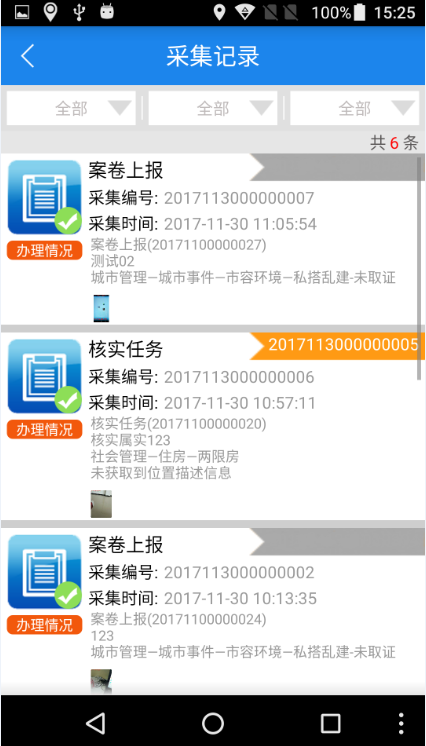 100% 15:25
采集记录
全部 全部 全部
共 6 条
案卷上报
采集编号: 2017113000000007
采集时间: 2017-11-30 11:05:54
办理情况
案卷上报(20171100000027)
测试02
城市管理—城市事件—市容环境—私搭乱建-未取证
核实任务 2017113000000005
采集编号: 2017113000000006
采集时间: 2017-11-30 10:57:11
办理情况
核实任务(20171100000020)
核实属实123
社会管理—住房—两限房
未获取到位置描述信息
案卷上报
采集编号: 2017113000000002
采集时间: 2017-11-30 10:13:35
办理情况
案卷上报(20171100000024)
123
城市管理—城市事件—市容环境—私搭乱建-未取证